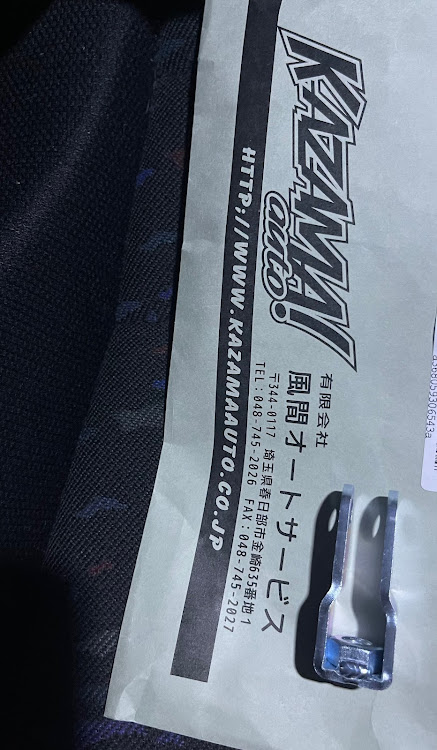 KAZAMA
auto!
HTTP://WWW.KAZAMAAUTO.CO.JP
有限会社
風間オートサービス
〒344-0117 埼玉県春日部市金崎635番地1
TEL:048-745-2026 FAX:048-745-2027
a368059306543a